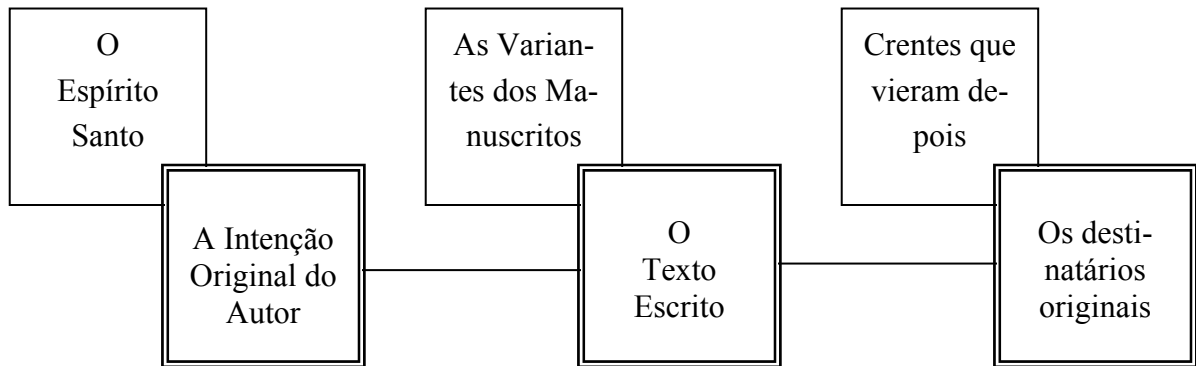 O
Espírito
Santo
As Varian-
tes dos Ma-
nuscritos
Crentes que
vieram de-
pois
A Intenção
Original do
Autor
O
Texto
Escrito
Os desti-
natários
originais